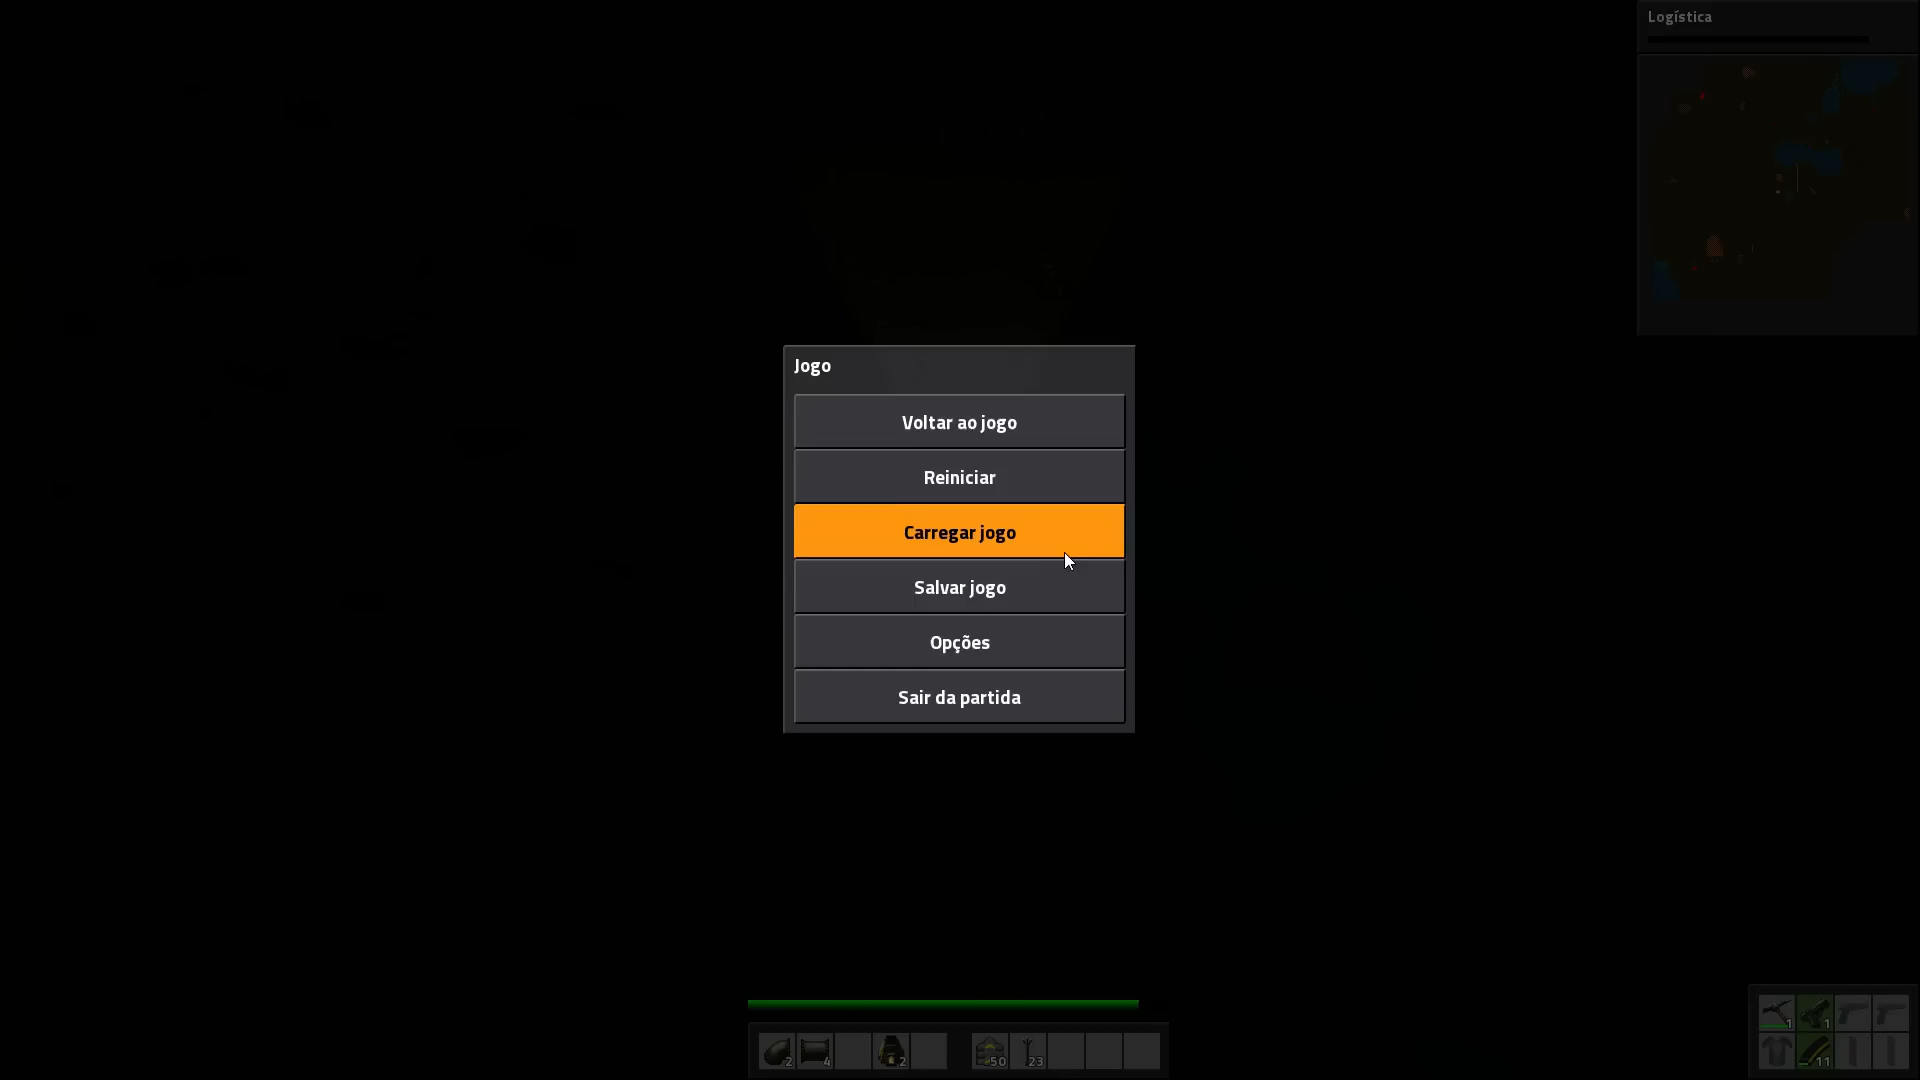 Logística
Jogo
Voltar ao jogo
Reiniciar
Carregar jogo
Salvar jogo
Opções
Sair da partida
2
4
2
50
23
1
1
11